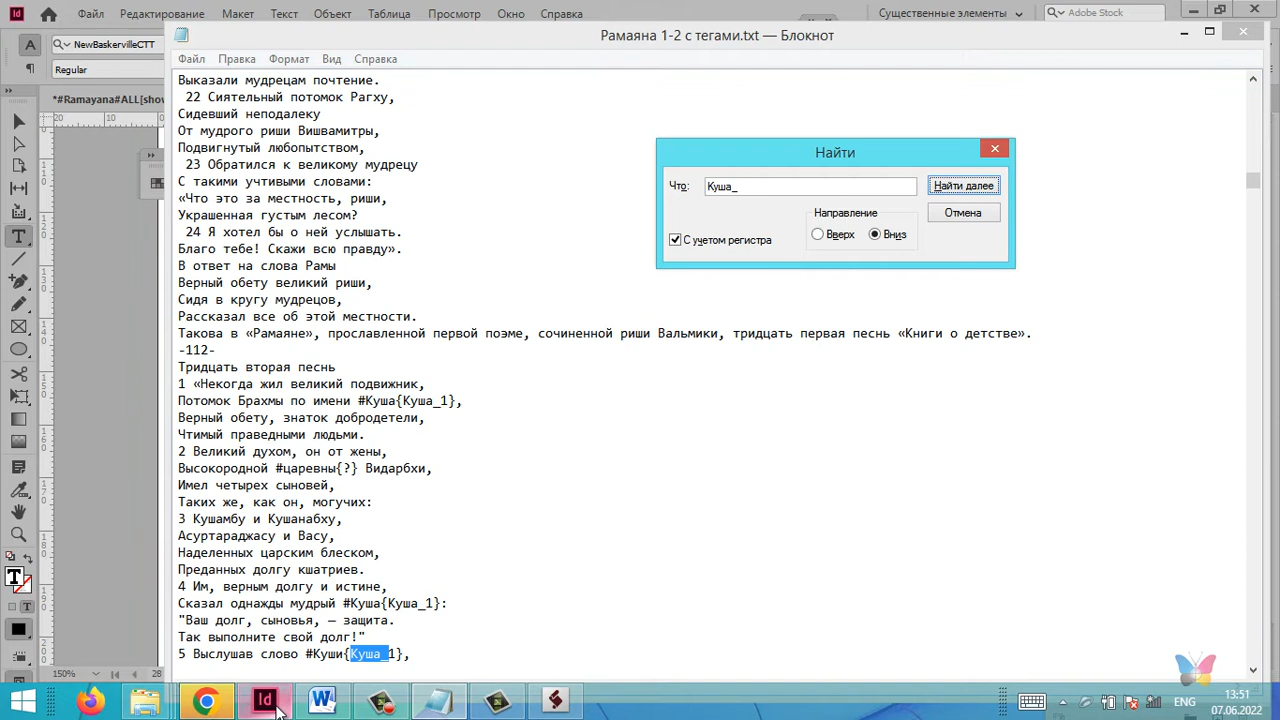 Файл Редактирование Макет Текст Объект Таблица Просмотр Окно Справка Существенные элементы Adobe Stock
NewBaskervilleCTT
Regular
*#Ramayana#ALL[show
Рамаяна 1-2 с тегами.txt — Блокнот
Файл Правка Формат Вид Справка
Выказали мудрецам почтение.
22 Сиятельный потомок Рагху,
Сидевший неподалеку
От мудрого риши Вишвамитры,
Подвигнутый любопытством,
23 Обратился к великому мудрецу
С такими учтивыми словами:
«Что это за местность, риши,
Украшенная густым лесом?
24 Я хотел бы о ней услышать.
Благо тебе! Скажи всю правду».
В ответ на слова Рамы
Верный обету великий риши,
Сидя в кругу мудрецов,
Рассказал все об этой местности.
Такова в «Рамаяне», прославленной первой поэме, сочиненной риши Вальмики, тридцать первая песнь «Книги о детстве».
-112-
Тридцать вторая песнь
1 «Некогда жил великий подвижник,
Потомок Брахмы по имени #Куша{Куша_1},
Верный обету, знаток добродетели,
Чтимый праведными людьми.
2 Великий духом, он от жены,
Высокородной #царевны{?} Видарбхи,
Имел четырех сыновей,
Таких же, как он, могучих:
3 Кушамбу и Кушанабху,
Асуртараджасу и Васу,
Наделенных царским блеском,
Преданных долгу кшатриев.
4 Им, верным долгу и истине,
Сказал однажды мудрый #Куша{Куша_1}:
"Ваш долг, сыновья, — защита.
Так выполните свой долг!"
5 Выслушав слово #Куши{Куша_1},
Найти
Что: Куша_ Найти далее
Направление Отмена
С учетом регистра Вверх Вниз
20 10
150% 28
ENG 13:51
07.06.2022